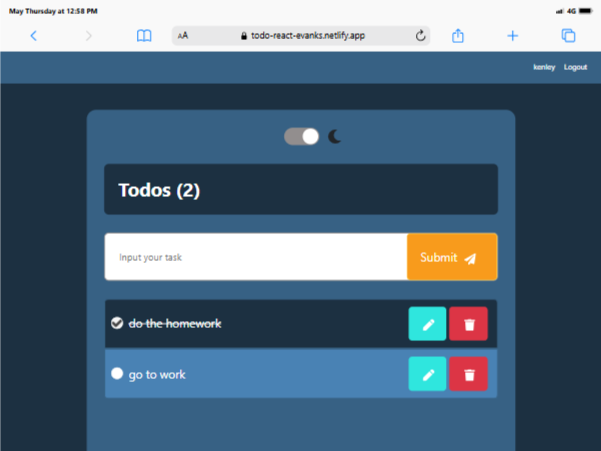 May Thursday at 12:58 PM
4G
AA
todo-react-evanks.netlify.app
kenley Logout
Todos (2)
Input your task
Submit
do the homework
go to work